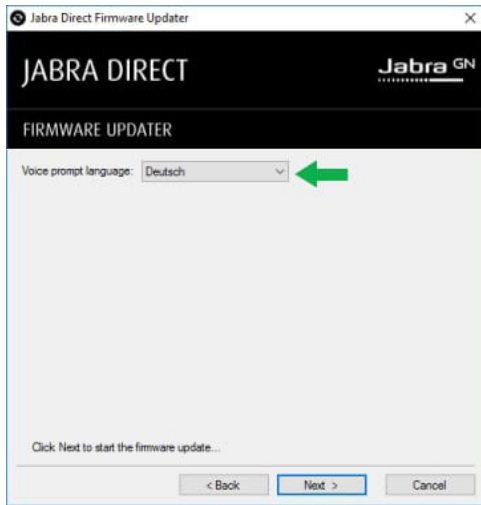 Jabra Direct Firmware Updater
JABRA DIRECT
Jabra GN
FIRMWARE UPDATER
Voice prompt language: Deutsch
Click Next to start the firmware update...
< Back Next > Cancel